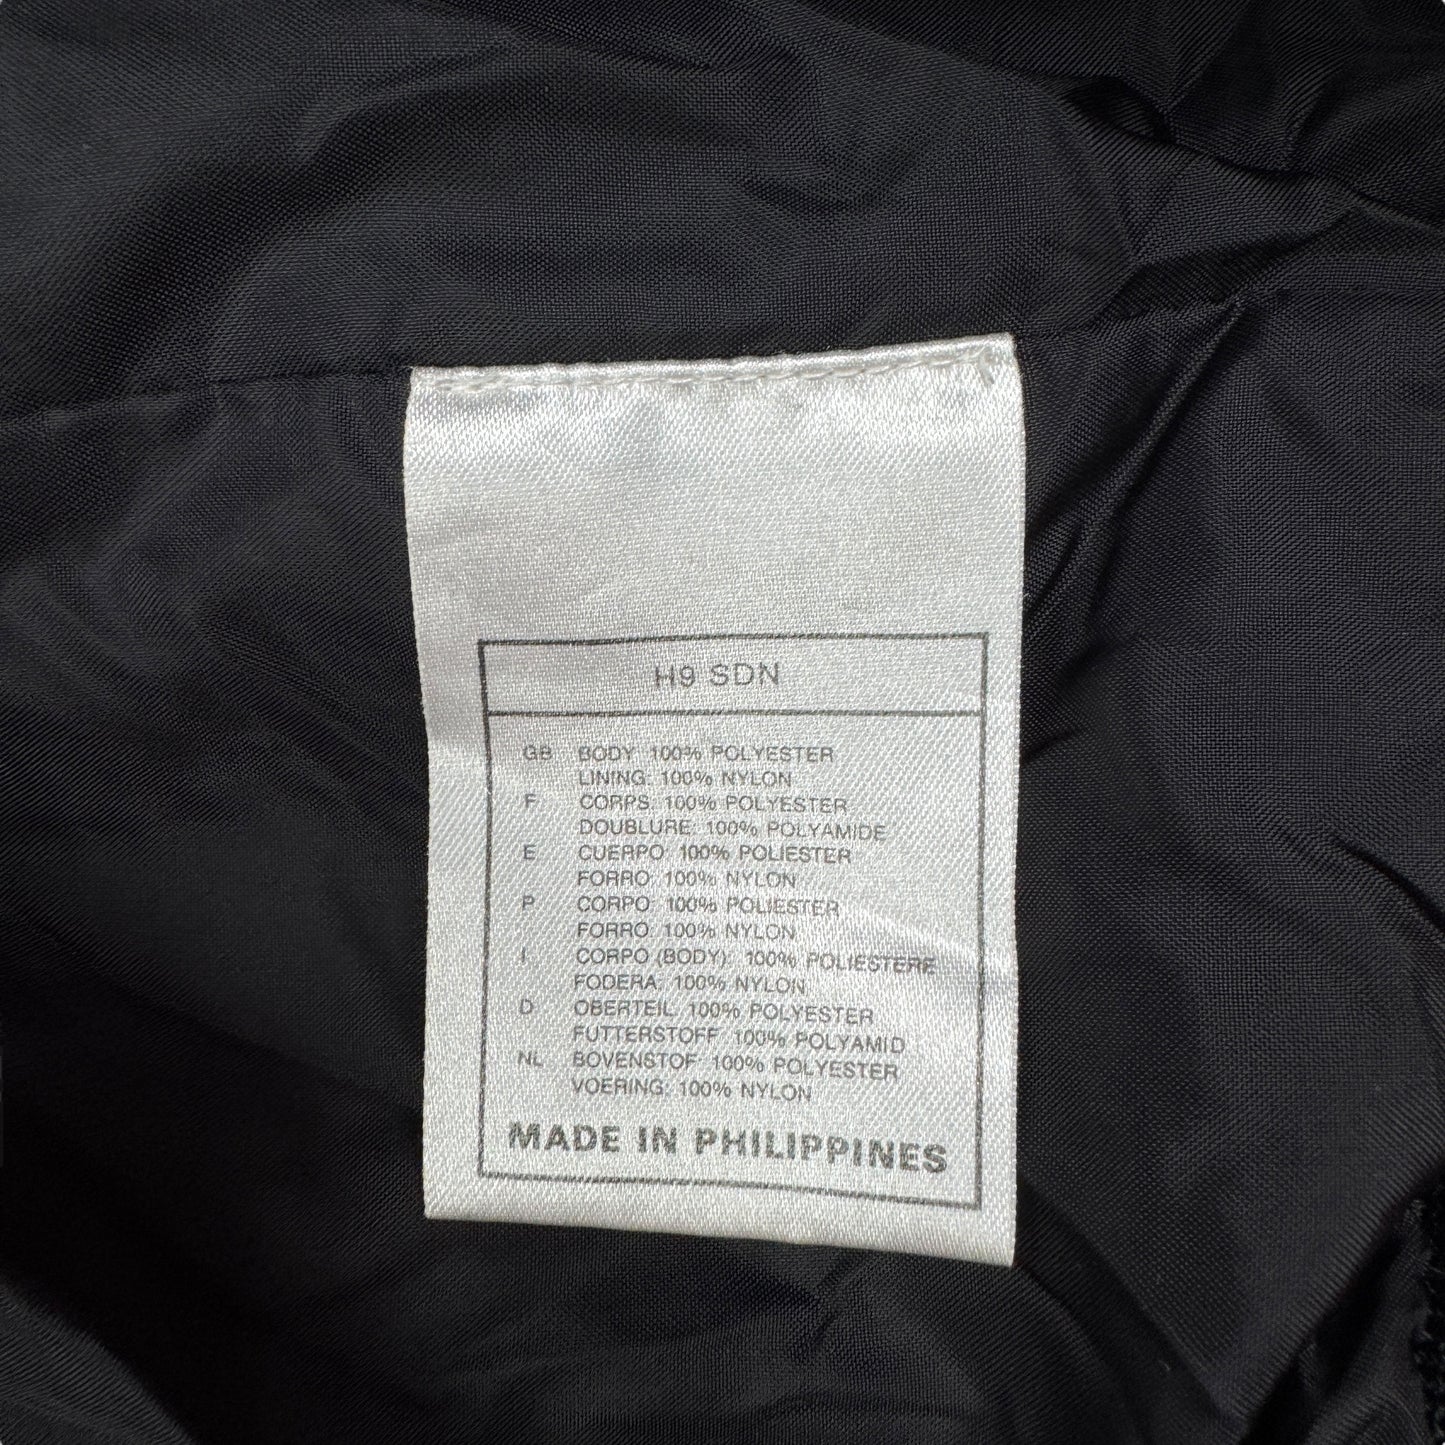 H9 SDN
GB BODY: 100% POLYESTER
LINING: 100% NYLON
F CORPS: 100% POLYESTER
DOUBLURE: 100% POLYAMIDE
E CUERPO: 100% POLIESTER
FORRO: 100% NYLON
P CORPO: 100% POLIESTER
FORRO: 100% NYLON
I CORPO (BODY): 100% POLIESTERE
FODERA: 100% NYLON
D OBERTEIL: 100% POLYESTER
FUTTERSTOFF: 100% POLYAMID
NL BOVENSTOF: 100% POLYESTER
VOERING: 100% NYLON
MADE IN PHILIPPINES